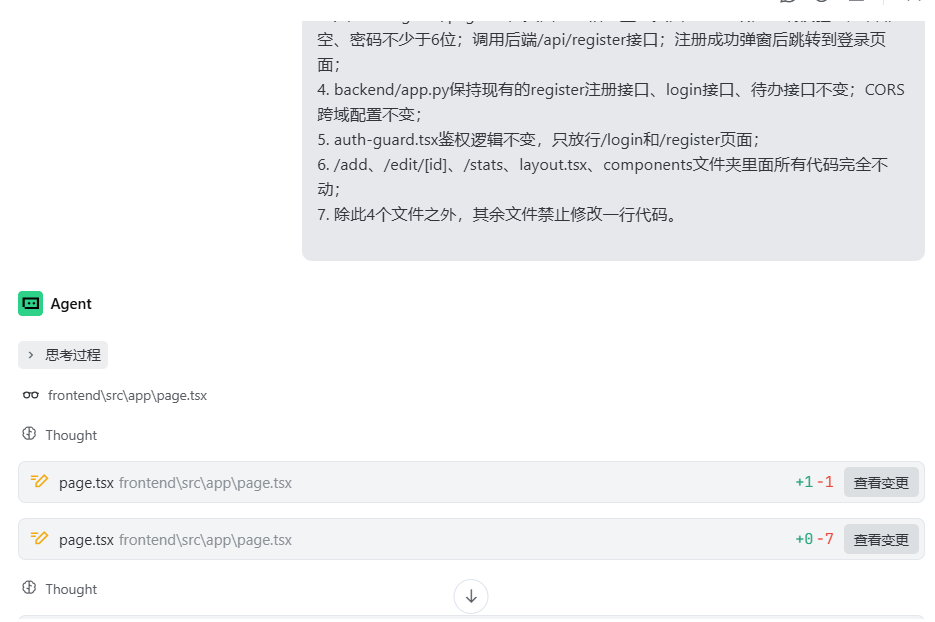 空、密码不少于6位；调用后端/api/register接口；注册成功弹窗后跳转到登录页
面；
4. backend/app.py保持现有的register注册接口、login接口、待办接口不变；CORS
跨域配置不变；
5. auth-guard.tsx鉴权逻辑不变，只放行/login和/register页面；
6. /add、/edit/[id]、/stats、layout.tsx、components文件夹里面所有代码完全不
动；
7. 除此4个文件之外，其余文件禁止修改一行代码。
Agent
思考过程
frontend\src\app\page.tsx
Thought
page.tsx frontend\src\app\page.tsx +1 -1 查看变更
page.tsx frontend\src\app\page.tsx +0 -7 查看变更
Thought